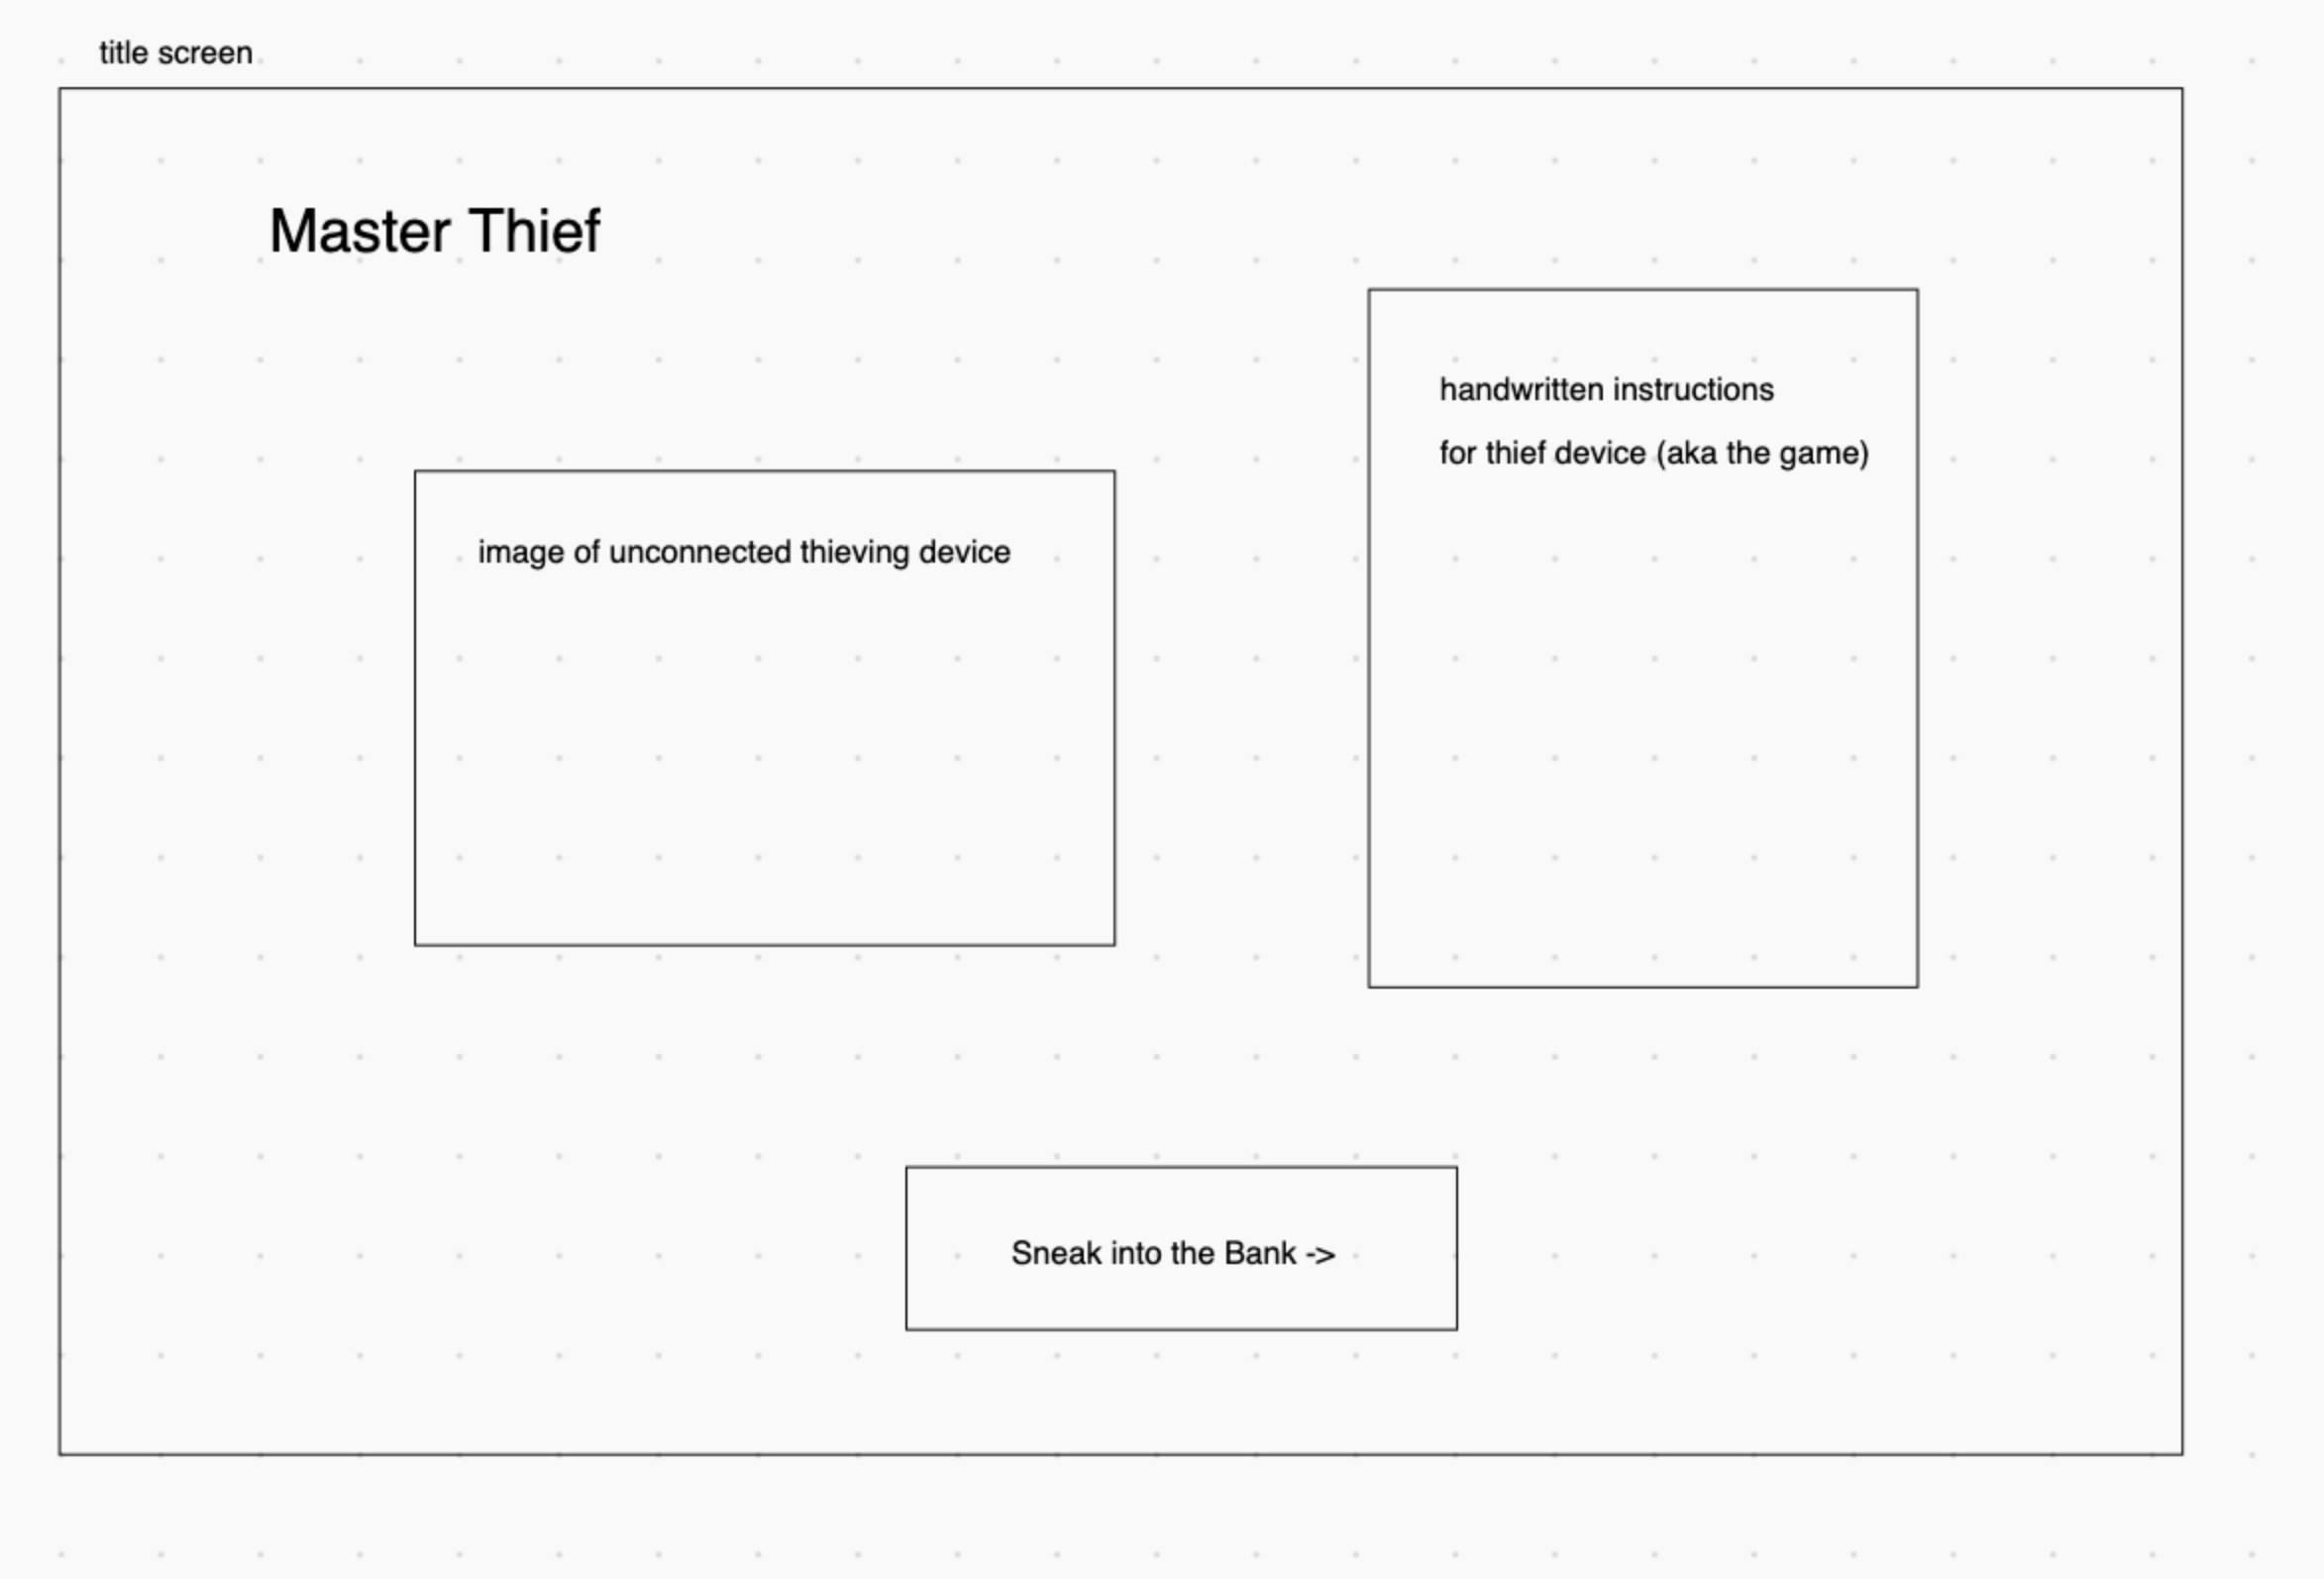 title screen
Master Thief
image of unconnected thieving device
handwritten instructions
for thief device (aka the game)
Sneak into the Bank ->